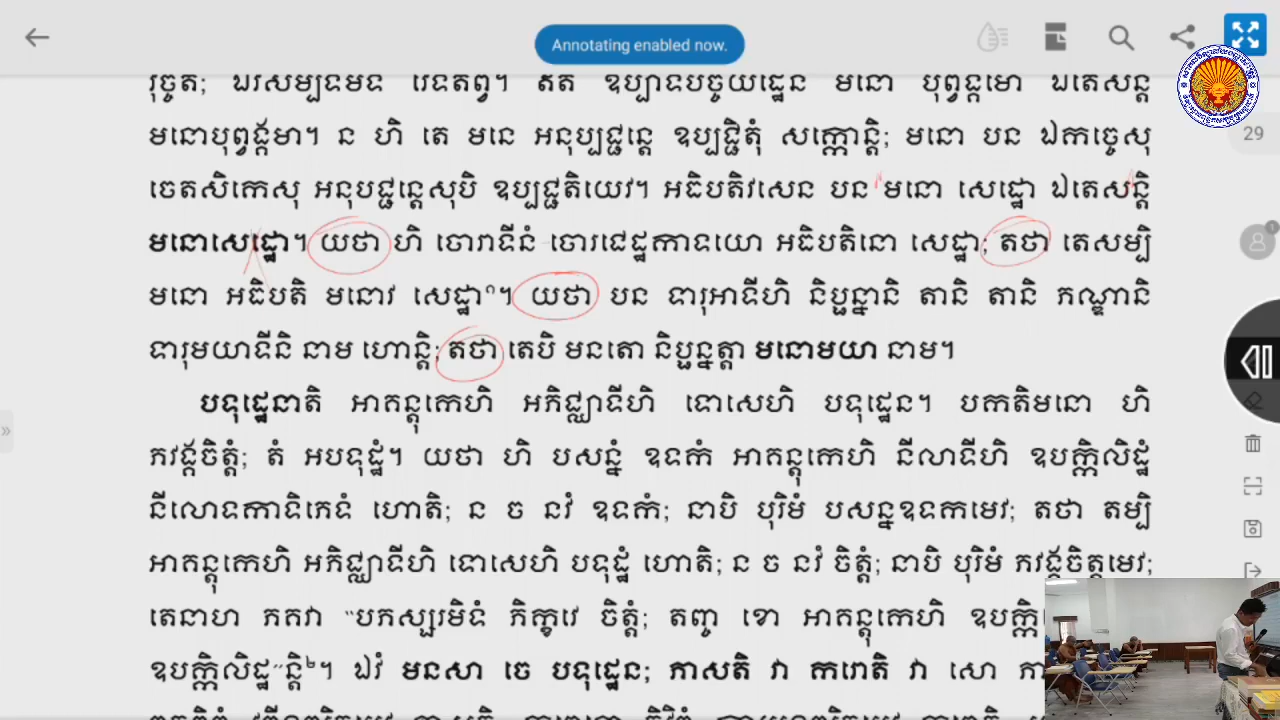 Annotating enabled now.
29
មនោបុព្វង្គមា។ ន ហិ តេ មនេ អនុប្បជ្ជន្តេ ឧប្បជ្ជិតុំ សក្កោន្តិ; មនោ បន ឯកច្ចេសុ
ចេតសិកេសុ អនុបជ្ជន្តេសុបិ ឧប្បជ្ជតិយេវ។ អធិបតិវសេន បន មនោ សេដ្ឋោ ឯតេសន្តិ
មនោសេដ្ឋា។ យថា ហិ ចោរាទីនំ ចោរជេដ្ឋកាទយោ អធិបតិនោ សេដ្ឋា; តថា តេសម្បិ
មនោ អធិបតិ មនោវ សេដ្ឋា១។ យថា បន ទារុអាទីហិ និប្ផន្នានិ តានិ តានិ ភណ្ឌានិ
ទារុមយាទីនិ នាម ហោន្តិ; តថា តេបិ មនតោ និប្ផន្នត្តា មនោមយា នាម។
បទុដ្ឋេនាតិ អាគន្តុកេហិ អភិជ្ឈាទីហិ ទោសេហិ បទុដ្ឋេន។ បកតិមនោ ហិ
ភវង្គចិត្តំ; តំ អបទុដ្ឋំ។ យថា ហិ បសន្នំ ឧទកំ អាគន្តុកេហិ នីលាទីហិ ឧបក្កិលិដ្ឋំ
នីលោទកាទិភេទំ ហោតិ; ន ច នវំ ឧទកំ; នាបិ បុរិមំ បសន្នឧទកមេវ; តថា តម្បិ
អាគន្តុកេហិ អភិជ្ឈាទីហិ ទោសេហិ បទុដ្ឋំ ហោតិ; ន ច នវំ ចិត្តំ; នាបិ បុរិមំ ភវង្គចិត្តមេវ;
តេនាហ ភគវា “បភស្សរមិទំ ភិក្ខវេ ចិត្តំ; តញ្ច ខោ អាគន្តុកេហិ
ឧបក្កិលិដ្ឋ”ន្តិ២។ ឯវំ មនសា ចេ បទុដ្ឋេន; ភាសតិ វា ករោតិ វា សោ